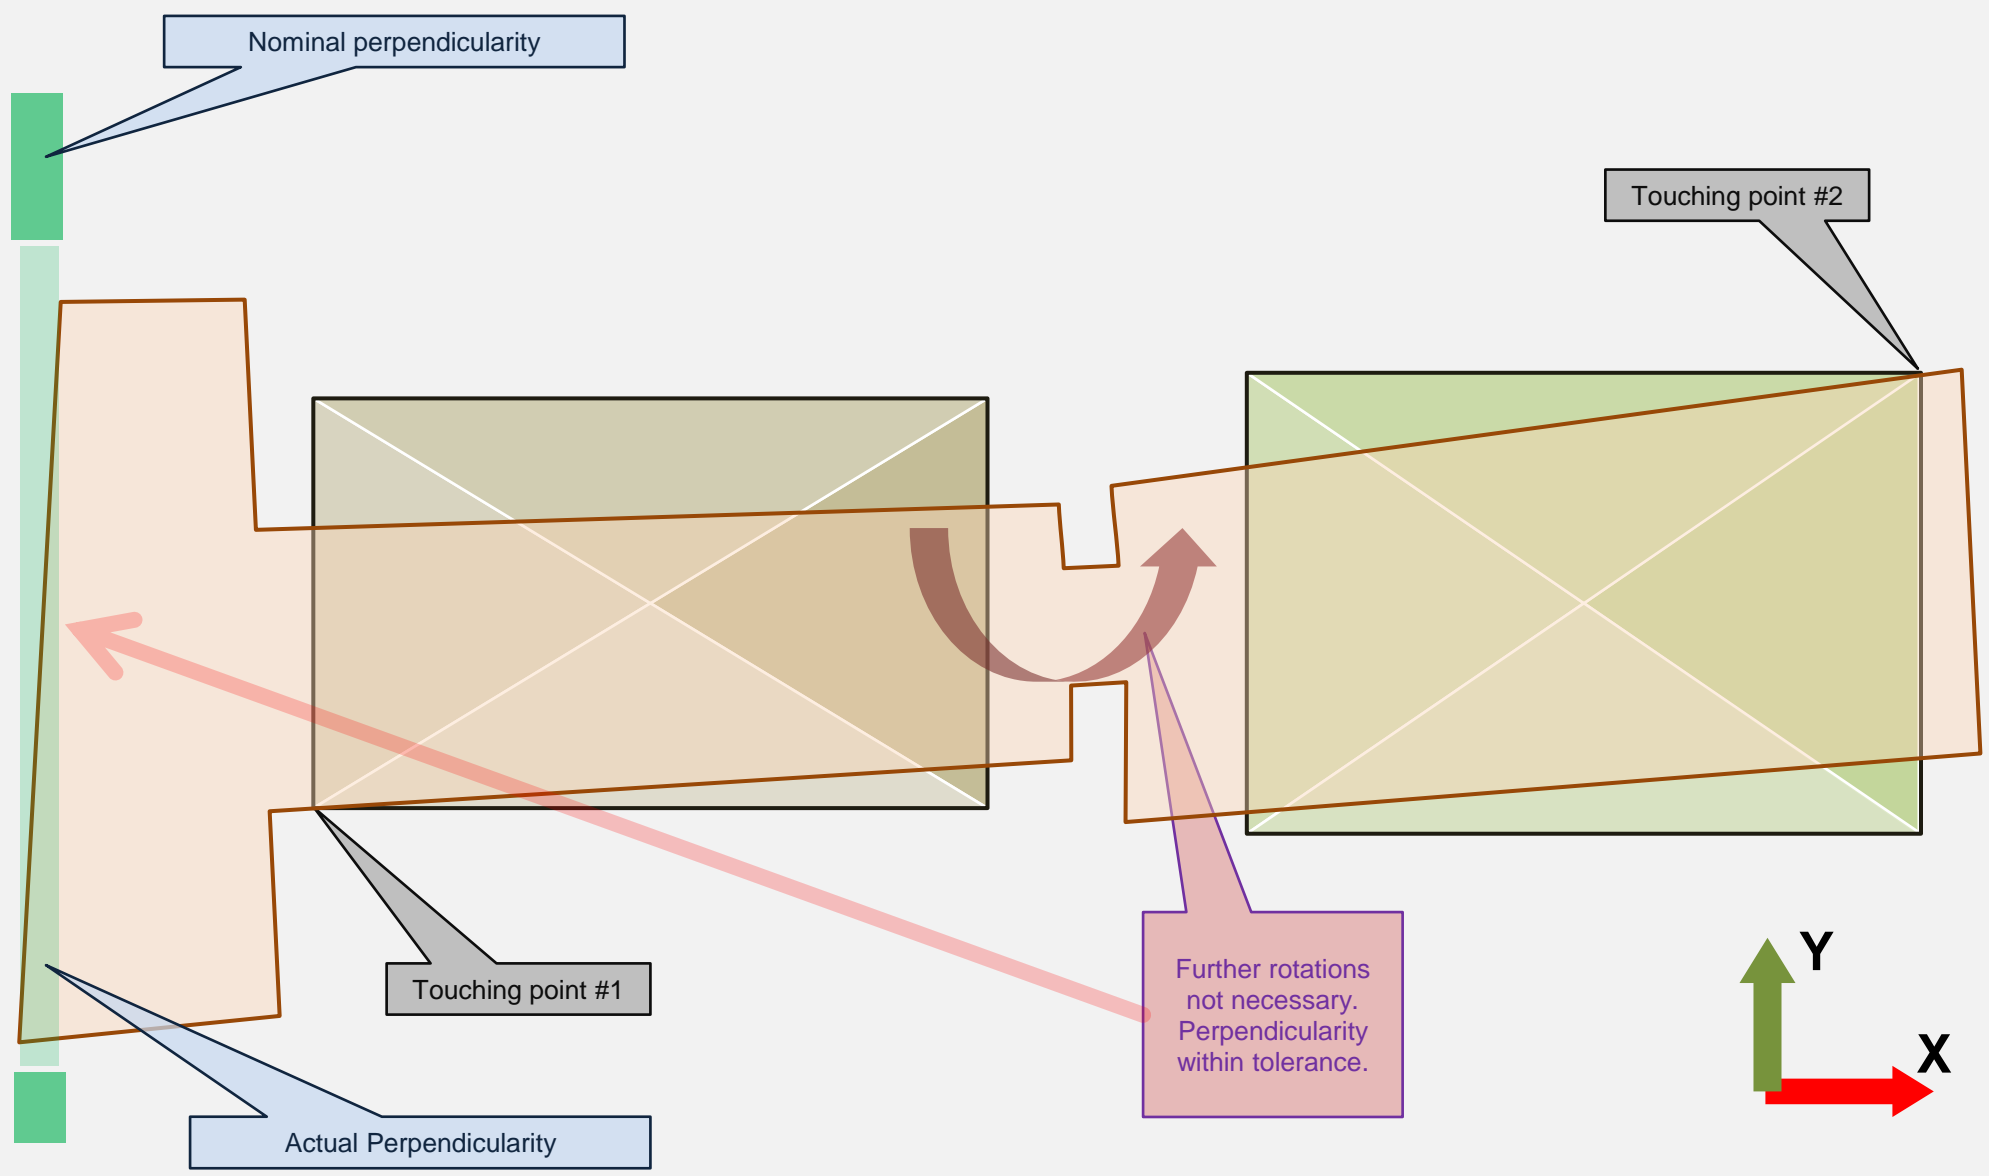 Nominal perpendicularity
Touching point #2
Touching point #1
Further rotations
not necessary.
Perpendicularity
within tolerance.
Y
X
Actual Perpendicularity